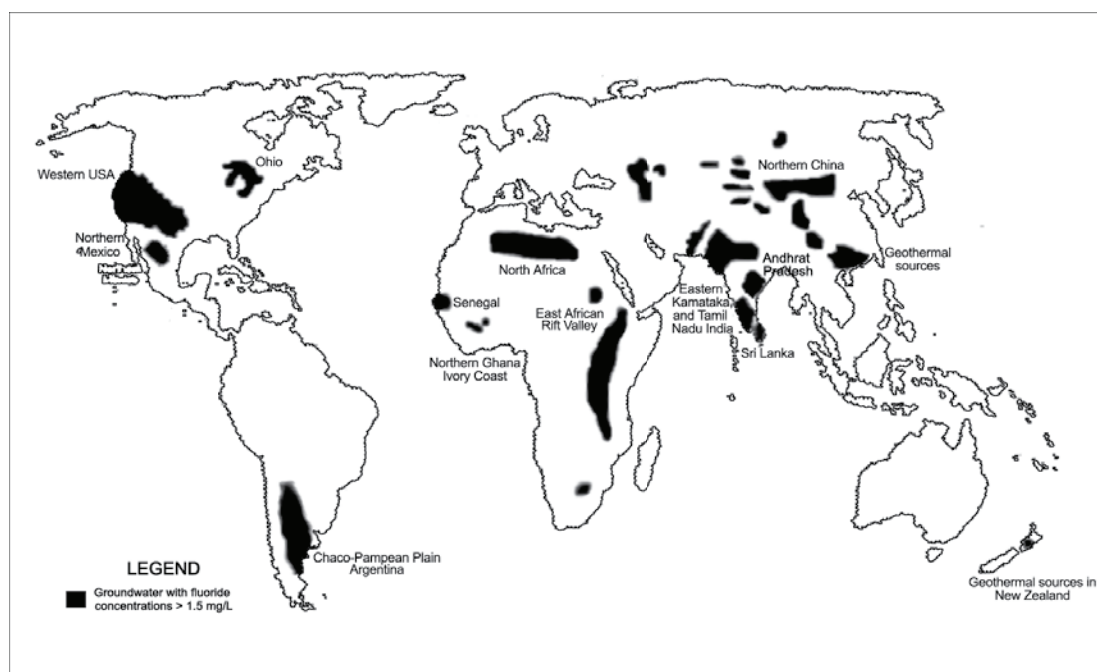 Western USA
Ohio
Northern
Mexico
North Africa
Senegal
East African
Rift Valley
Northern Ghana
Ivory Coast
Northern China
Andhrat
Pradesh
Geothermal
sources
Eastern
Kamataka,
and Tamil
Nadu India
Sri Lanka
Chaco-Pampean Plain
Argentina
Geothermal sources in
New Zealand
LEGEND
Groundwater with fluoride
concentrations > 1.5 mg/L